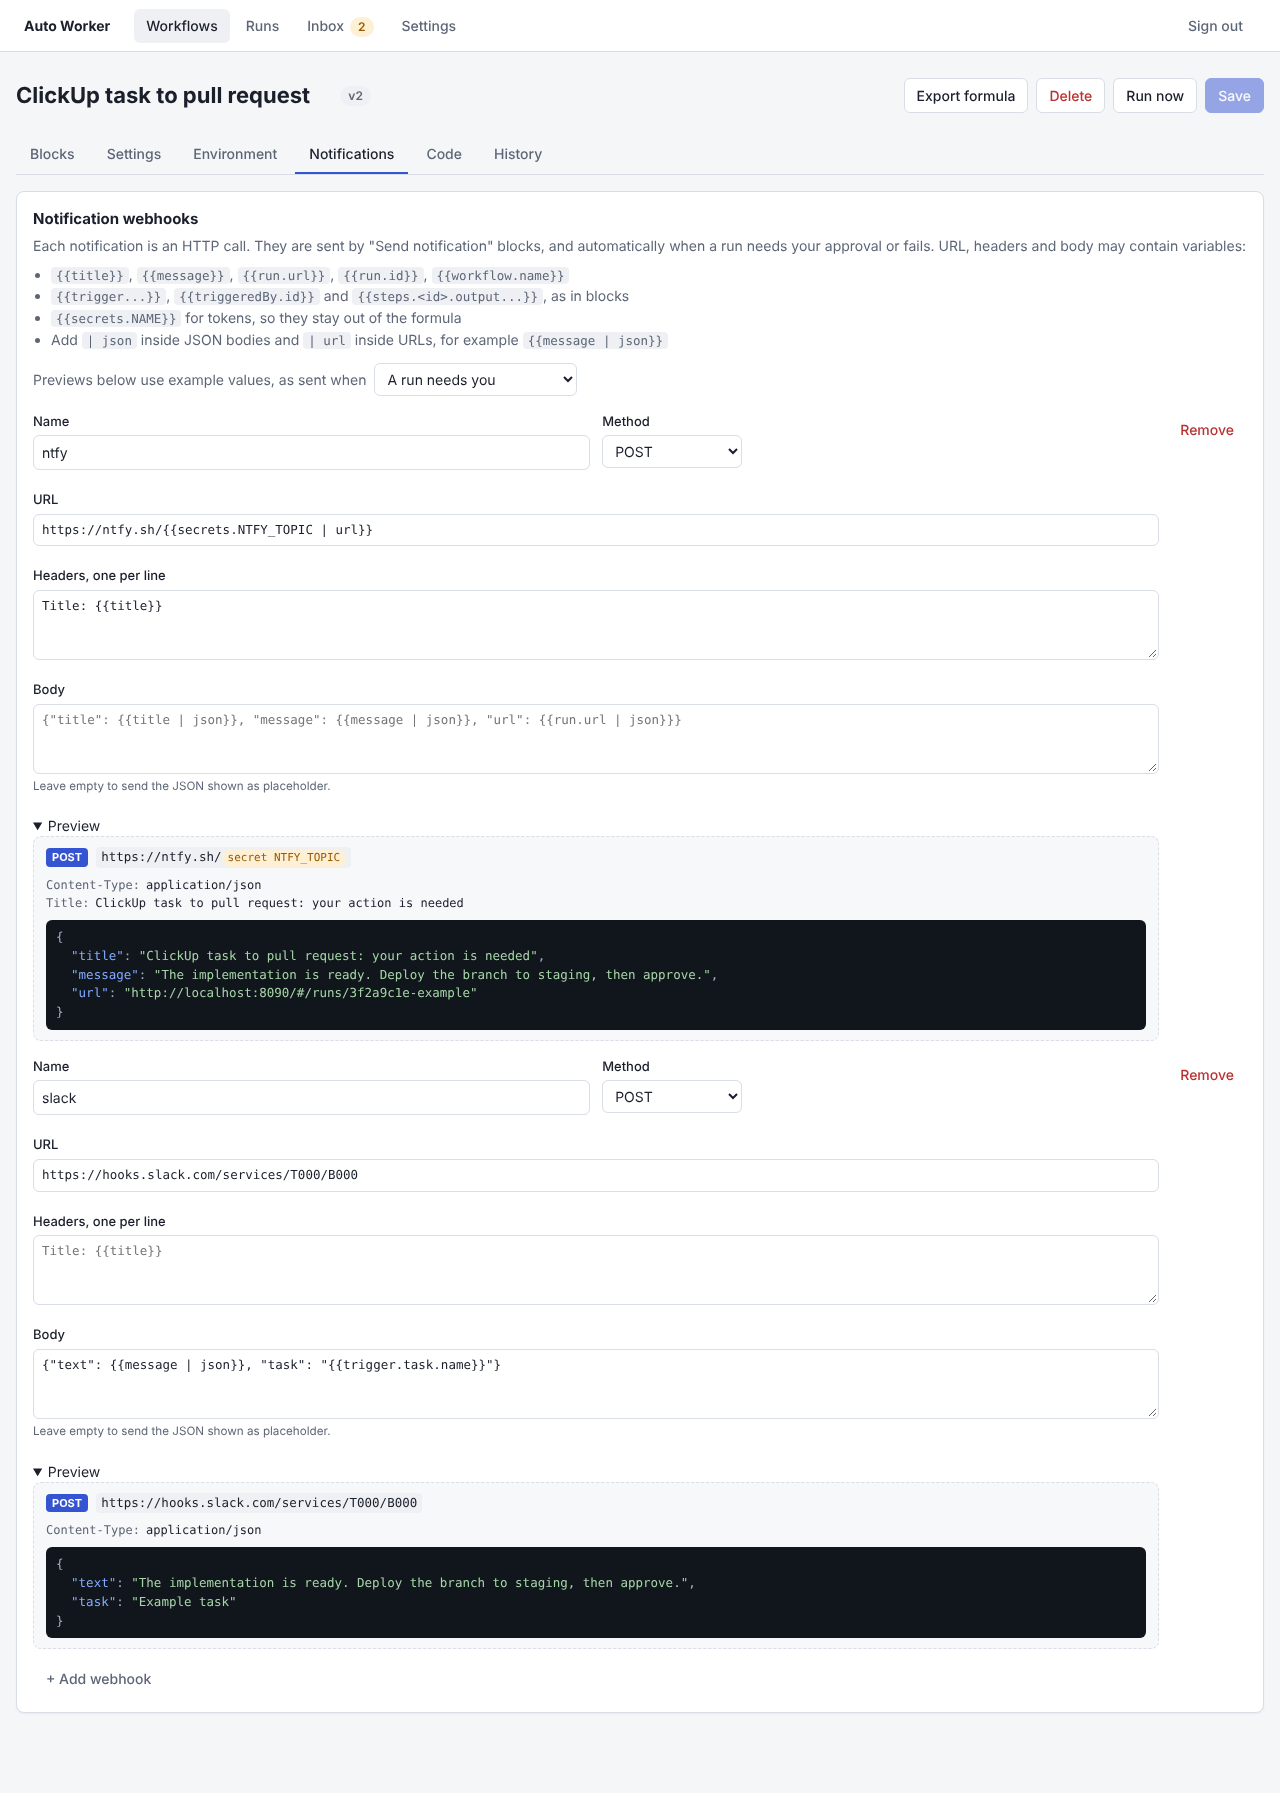 Auto Worker Workflows Runs Inbox 2 Settings Sign out
ClickUp task to pull request v2 Export formula Delete Run now Save
Blocks Settings Environment Notifications Code History
Notification webhooks
Each notification is an HTTP call. They are sent by "Send notification" blocks, and automatically when a run needs your approval or fails. URL, headers and body may contain variables:
• {{title}}, {{message}}, {{run.url}}, {{run.id}}, {{workflow.name}}
• {{trigger...}}, {{triggeredBy.id}} and {{steps.<id>.output...}}, as in blocks
• {{secrets.NAME}} for tokens, so they stay out of the formula
• Add | json inside JSON bodies and | url inside URLs, for example {{message | json}}
Previews below use example values, as sent when A run needs you
Name Method
Remove
ntfy POST
URL
https://ntfy.sh/{{secrets.NTFY_TOPIC | url}}
Headers, one per line
Title: {{title}}
Body
{"title": {{title | json}}, "message": {{message | json}}, "url": {{run.url | json}}}
Leave empty to send the JSON shown as placeholder.
▼ Preview
POST https://ntfy.sh/ secret NTFY_TOPIC
Content-Type: application/json
Title: ClickUp task to pull request: your action is needed
{
"title": "ClickUp task to pull request: your action is needed",
"message": "The implementation is ready. Deploy the branch to staging, then approve.",
"url": "http://localhost:8090/#/runs/3f2a9c1e-example"
}
Name Method
Remove
slack POST
URL
https://hooks.slack.com/services/T000/B000
Headers, one per line
Title: {{title}}
Body
{"text": {{message | json}}, "task": "{{trigger.task.name}}"}
Leave empty to send the JSON shown as placeholder.
▼ Preview
POST https://hooks.slack.com/services/T000/B000
Content-Type: application/json
{
"text": "The implementation is ready. Deploy the branch to staging, then approve.",
"task": "Example task"
}
+ Add webhook